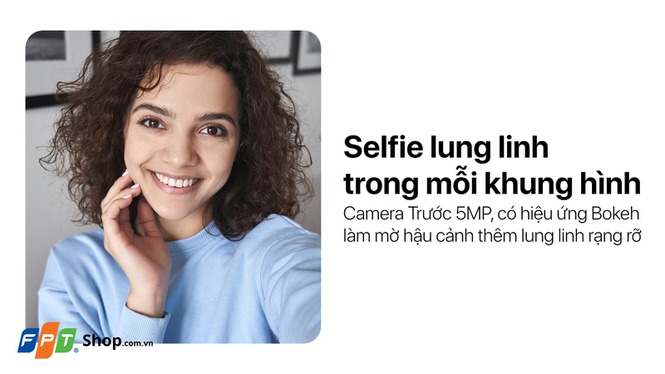 Selfie lung linh
trong mỗi khung hình
Camera Trước 5MP, có hiệu ứng Bokeh
làm mờ hậu cảnh thêm lung linh rạng rỡ
FPT® Shop.com.vn